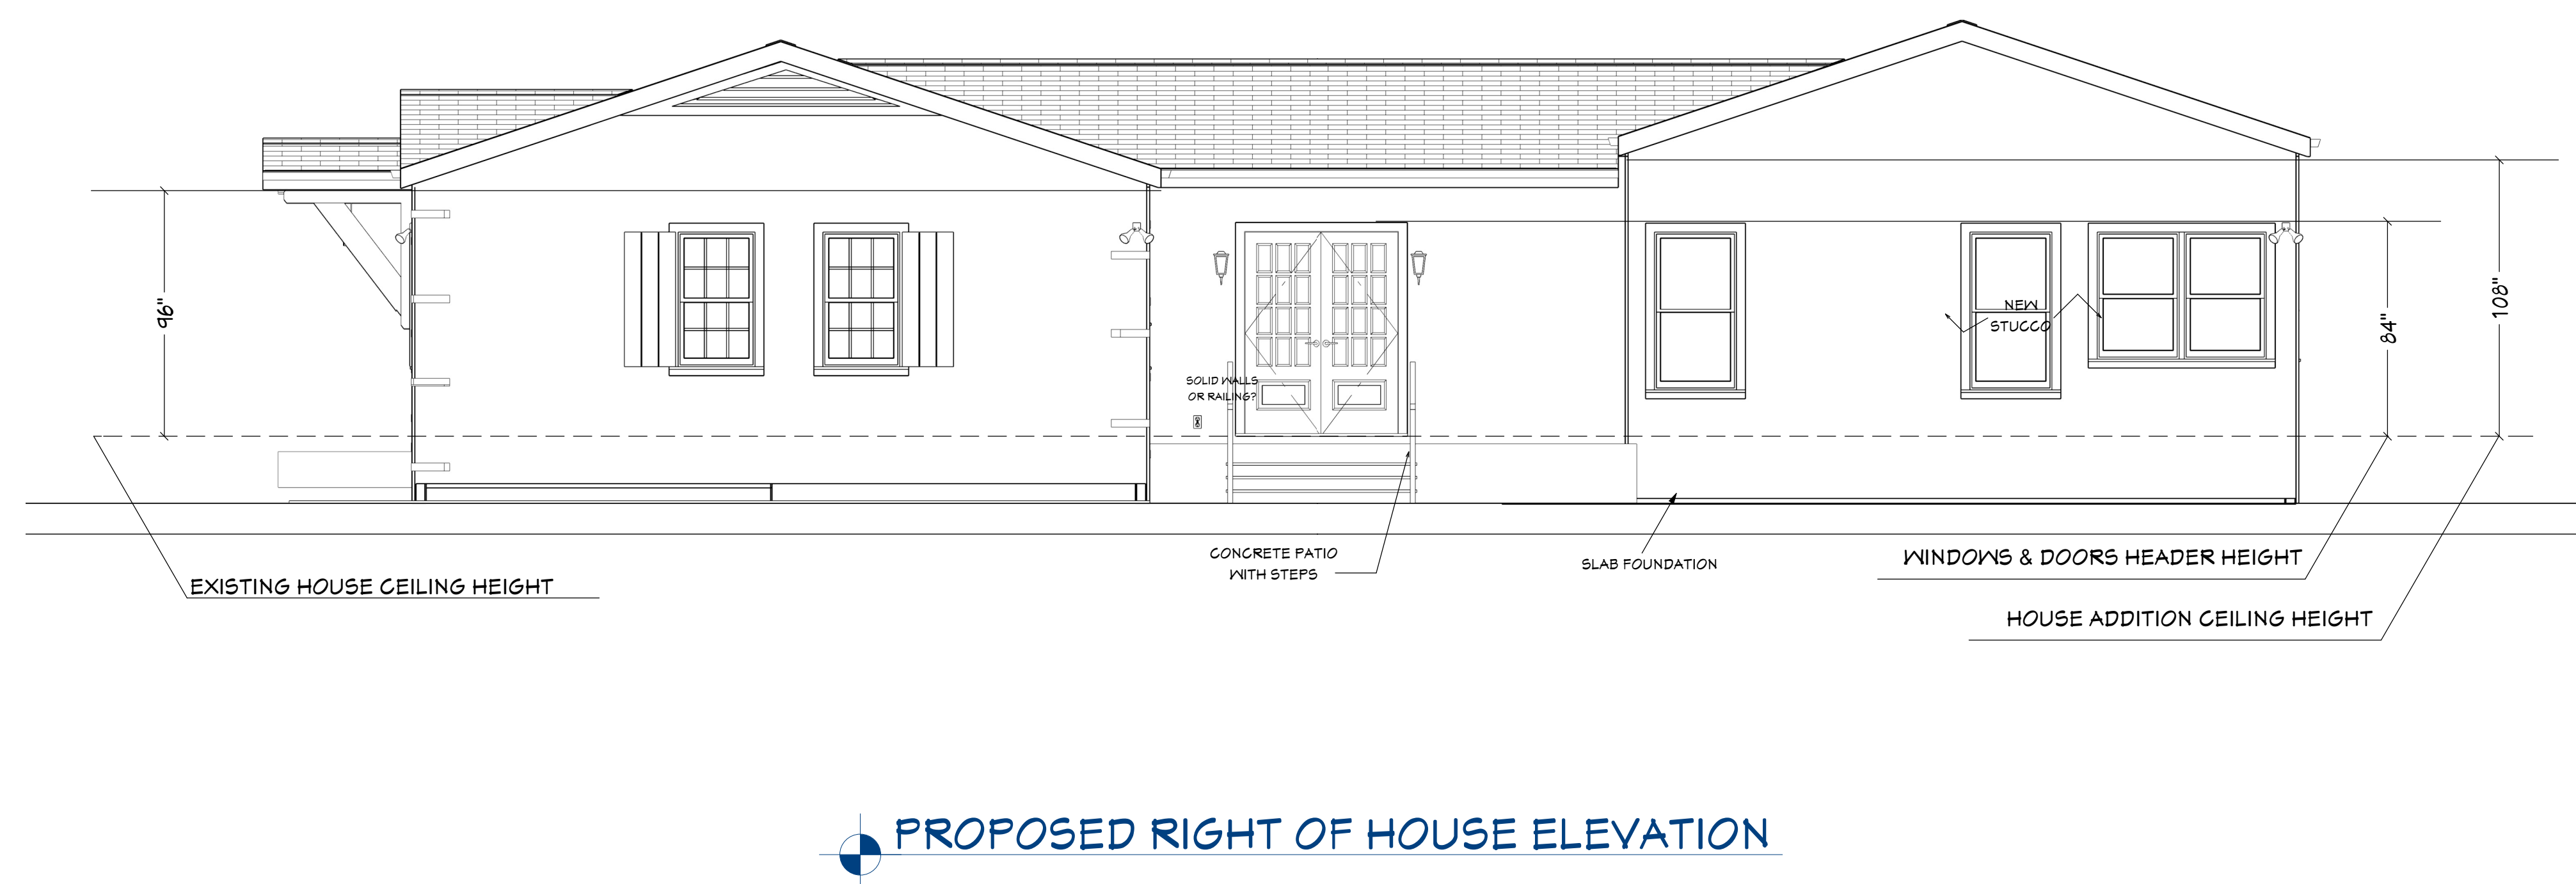 96"
NEW
STUCCO
84"
108"
SOLID WALLS
OR RAILING?
CONCRETE PATIO
WITH STEPS
SLAB FOUNDATION
WINDOWS & DOORS HEADER HEIGHT
EXISTING HOUSE CEILING HEIGHT
HOUSE ADDITION CEILING HEIGHT
PROPOSED RIGHT OF HOUSE ELEVATION